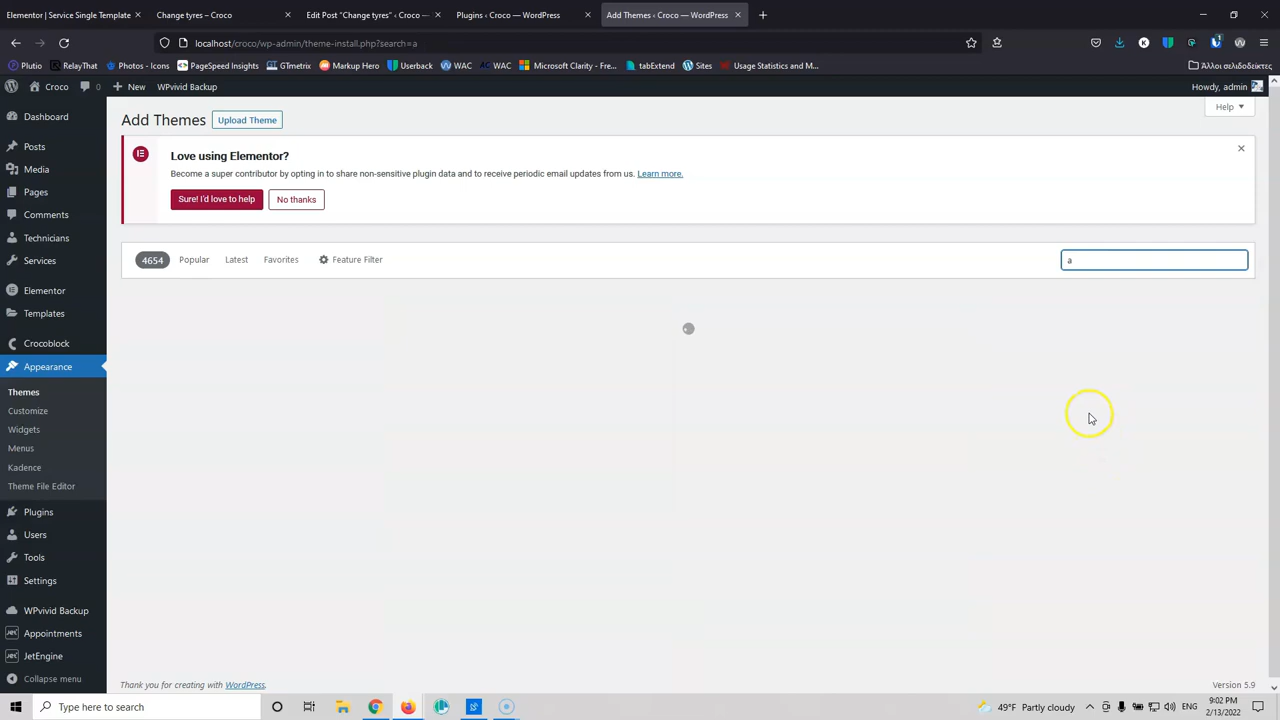 Elementor | Service Single Templat
Change tyres – Croco
Edit Post "Change tyres" ‹ Croco —
Plugins ‹ Croco — WordPress
Add Themes ‹ Croco — WordPress
localhost/croco/wp-admin/theme-install.php?search=a
Plutio
RelayThat
Photos - Icons
PageSpeed Insights
GTmetrix
Markup Hero
Userback
WAC
WAC
Microsoft Clarity - Fre...
tabExtend
Sites
Usage Statistics and M...
Άλλοι σελιδοδείκτες
Croco
0
New
WPvivid Backup
Howdy, admin
Dashboard
Posts
Media
Pages
Comments
Technicians
Services
Elementor
Templates
Crocoblock
Appearance
Themes
Customize
Widgets
Menus
Kadence
Theme File Editor
Plugins
Users
Tools
Settings
WPvivid Backup
Appointments
JetEngine
Collapse menu
Add Themes
Upload Theme
Help
Love using Elementor?
Become a super contributor by opting in to share non-sensitive plugin data and to receive periodic email updates from us. Learn more.
Sure! I'd love to help
No thanks
4654
Popular
Latest
Favorites
Feature Filter
a
Thank you for creating with WordPress.
Version 5.9
Type here to search
49°F Partly cloudy
ENG
9:02 PM
2/13/2022